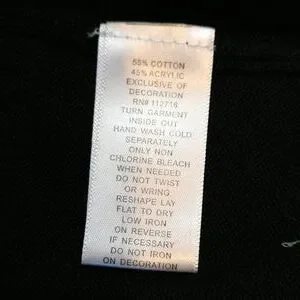 55% COTTON
45% ACRYLIC
EXCLUSIVE OF
DECORATION
RN# 112716
TURN GARMENT
INSIDE OUT
HAND WASH COLD
SEPARATELY
ONLY NON
CHLORINE BLEACH
WHEN NEEDED
DO NOT TWIST
OR WRING
RESHAPE LAY
FLAT TO DRY
LOW IRON
ON REVERSE
IF NECESSARY
DO NOT IRON
ON DECORATION